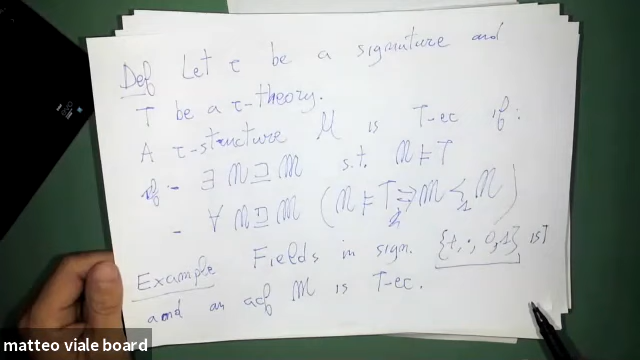 Def Let τ be a signature and
T be a τ-theory.
A τ-structure M is T-ec if:
if: - ∃ N ⊒ M s.t. N ⊨ T
- ∀ N ⊒ M (N ⊨ T ⇒ M <₁ N)
Example Fields in sign. {+, ·, 0, 1} is T
and an acf M is T-ec.
matteo viale board